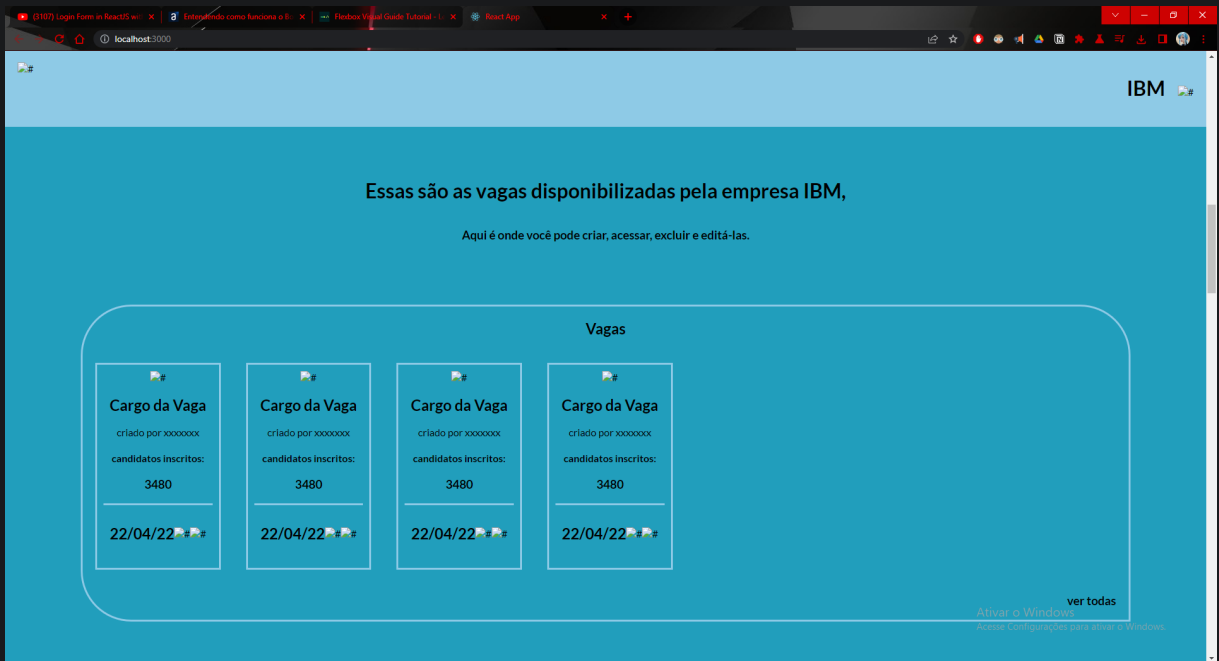 (3107) Login Form in ReactJS wit
Entendendo como funciona o B
Flexbox Visual Guide Tutorial - L
React App
localhost:3000
#
IBM #
Essas são as vagas disponibilizadas pela empresa IBM,
Aqui é onde você pode criar, acessar, excluir e editá-las.
Vagas
# # # #
Cargo da Vaga Cargo da Vaga Cargo da Vaga Cargo da Vaga
criado por xxxxxxx criado por xxxxxxx criado por xxxxxxx criado por xxxxxxx
candidatos inscritos: candidatos inscritos: candidatos inscritos: candidatos inscritos:
3480 3480 3480 3480
22/04/22## 22/04/22## 22/04/22## 22/04/22##
ver todas
Ativar o Windows
Acesse Configurações para ativar o Windows.